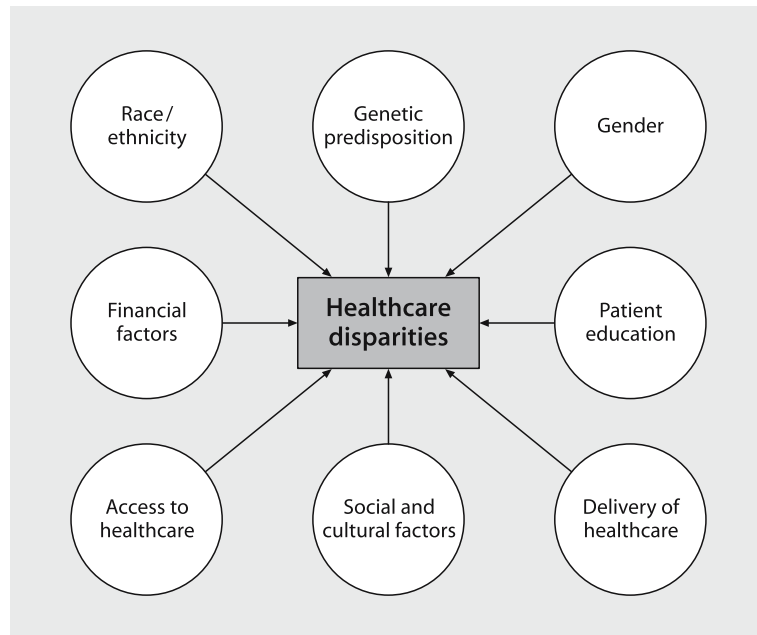 Race/
ethnicity
Genetic
predisposition
Gender
Financial
factors
Healthcare
disparities
Patient
education
Access to
healthcare
Social and
cultural factors
Delivery of
healthcare